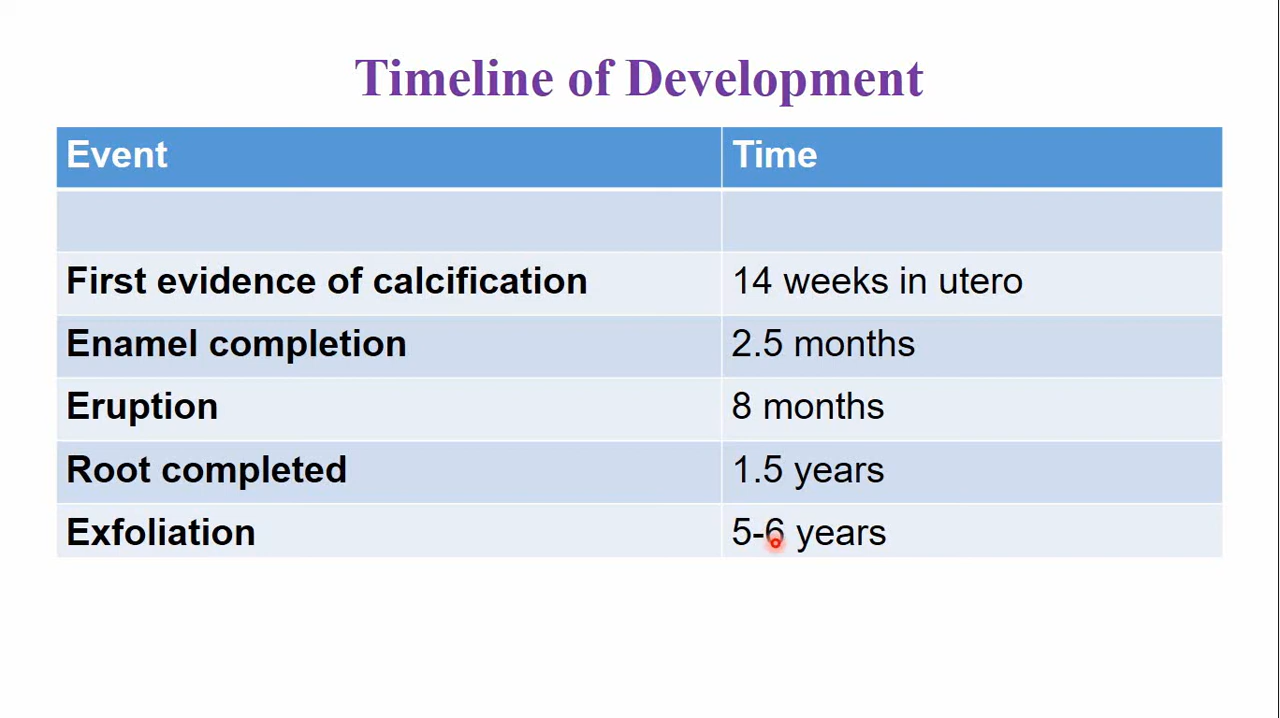 Timeline of Development
Event Time
First evidence of calcification 14 weeks in utero
Enamel completion 2.5 months
Eruption 8 months
Root completed 1.5 years
Exfoliation 5-6 years